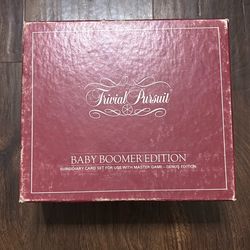 Trivial Pursuit
BABY BOOMER EDITION
SUBSIDIARY CARD SET FOR USE WITH MASTER GAME - GENUS EDITION